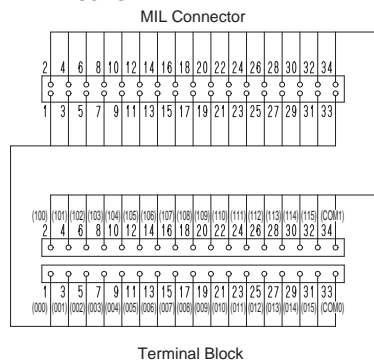 MIL Connector
2 4 6 8 10 12 14 16 18 20 22 24 26 28 30 32 34
1 3 5 7 9 11 13 15 17 19 21 23 25 27 29 31 33
(100) (101) (102) (103) (104) (105) (106) (107) (108) (109) (110) (111) (112) (113) (114) (115) (COM1)
2 4 6 8 10 12 14 16 18 20 22 24 26 28 30 32 34
1 3 5 7 9 11 13 15 17 19 21 23 25 27 29 31 33
(000) (001) (002) (003) (004) (005) (006) (007) (008) (009) (010) (011) (012) (013) (014) (015) (COM0)
Terminal Block